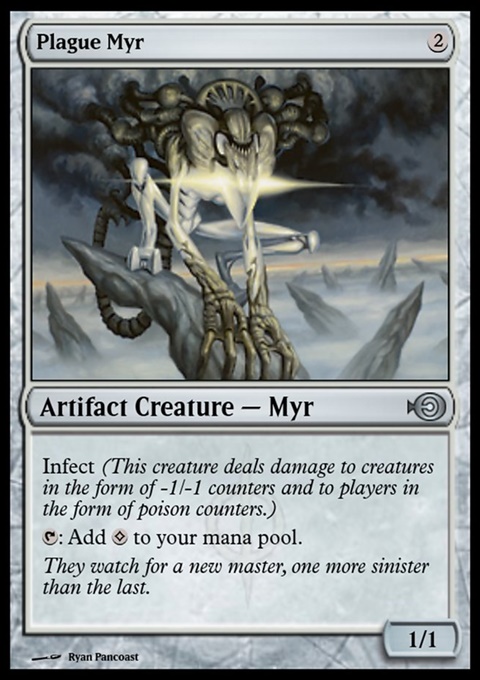 Plague Myr 2
Artifact Creature — Myr
Infect (This creature deals damage to creatures
in the form of -1/-1 counters and to players in
the form of poison counters.)
: Add to your mana pool.
They watch for a new master, one more sinister
than the last.
1/1
Ryan Pancoast